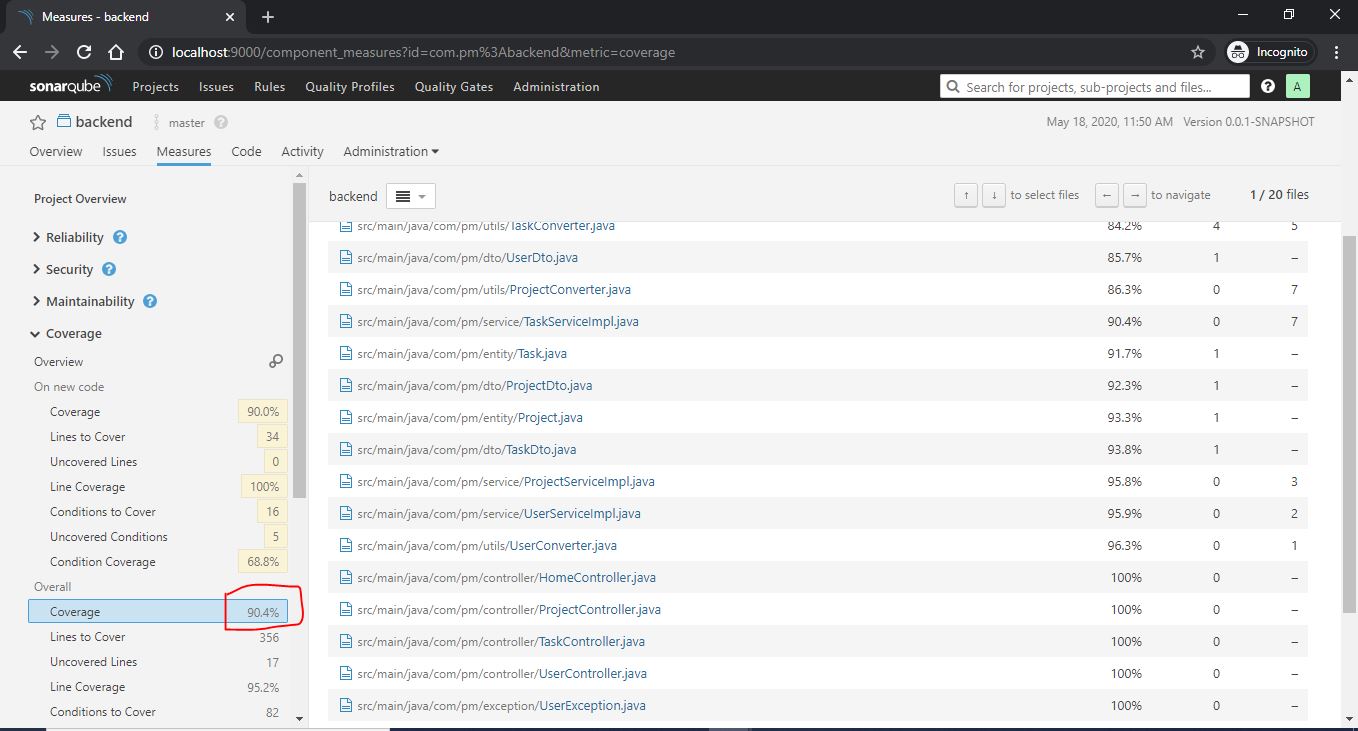 Measures - backend
localhost:9000/component_measures?id=com.pm%3Abackend&metric=coverage
Incognito
sonarqube Projects Issues Rules Quality Profiles Quality Gates Administration
Search for projects, sub-projects and files...
? A
backend master ?
May 18, 2020, 11:50 AM Version 0.0.1-SNAPSHOT
Overview Issues Measures Code Activity Administration
Project Overview
Reliability ?
Security ?
Maintainability ?
Coverage
Overview
On new code
Coverage 90.0%
Lines to Cover 34
Uncovered Lines 0
Line Coverage 100%
Conditions to Cover 16
Uncovered Conditions 5
Condition Coverage 68.8%
Overall
Coverage 90.4%
Lines to Cover 356
Uncovered Lines 17
Line Coverage 95.2%
Conditions to Cover 82
backend
↑ ↓ to select files ← → to navigate 1 / 20 files
src/main/java/com/pm/utils/TaskConverter.java 84.2% 4 5
src/main/java/com/pm/dto/UserDto.java 85.7% 1 –
src/main/java/com/pm/utils/ProjectConverter.java 86.3% 0 7
src/main/java/com/pm/service/TaskServiceImpl.java 90.4% 0 7
src/main/java/com/pm/entity/Task.java 91.7% 1 –
src/main/java/com/pm/dto/ProjectDto.java 92.3% 1 –
src/main/java/com/pm/entity/Project.java 93.3% 1 –
src/main/java/com/pm/dto/TaskDto.java 93.8% 1 –
src/main/java/com/pm/service/ProjectServiceImpl.java 95.8% 0 3
src/main/java/com/pm/service/UserServiceImpl.java 95.9% 0 2
src/main/java/com/pm/utils/UserConverter.java 96.3% 0 1
src/main/java/com/pm/controller/HomeController.java 100% 0 –
src/main/java/com/pm/controller/ProjectController.java 100% 0 –
src/main/java/com/pm/controller/TaskController.java 100% 0 –
src/main/java/com/pm/controller/UserController.java 100% 0 –
src/main/java/com/pm/exception/UserException.java 100% 0 –